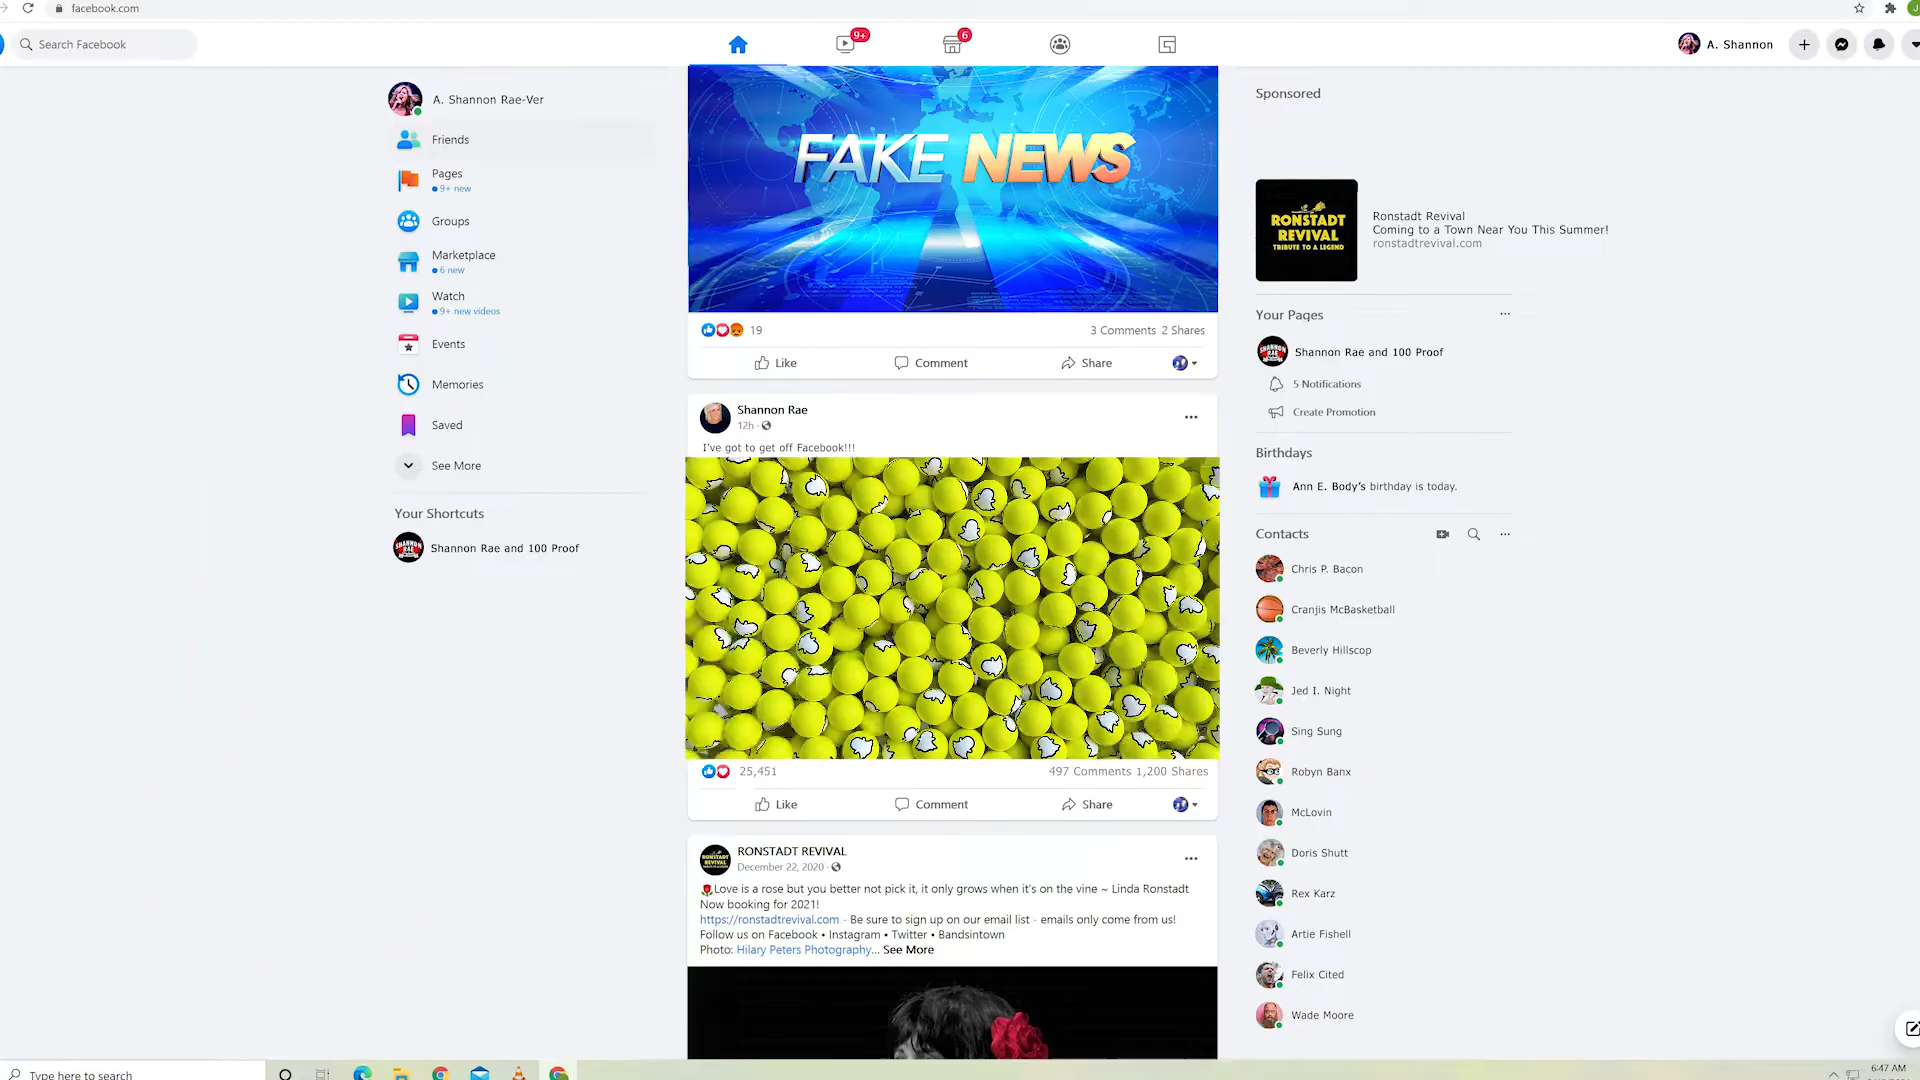 facebook.com
Search Facebook
9+
6
A. Shannon
A. Shannon Rae-Ver
Friends
Pages
9+ new
Groups
Marketplace
6 new
Watch
9+ new videos
Events
Memories
Saved
See More
Your Shortcuts
SHANNON RAE
Shannon Rae and 100 Proof
FAKE NEWS
19
3 Comments 2 Shares
Like
Comment
Share
Shannon Rae
12h ·
I've got to get off Facebook!!!
25,451
497 Comments 1,200 Shares
Like
Comment
Share
RONSTADT
REVIVAL
RONSTADT REVIVAL
December 22, 2020 ·
Love is a rose but you better not pick it, it only grows when it's on the vine ~ Linda Ronstadt
Now booking for 2021!
https://ronstadtrevival.com - Be sure to sign up on our email list - emails only come from us!
Follow us on Facebook • Instagram • Twitter • Bandsintown
Photo: Hilary Peters Photography... See More
Sponsored
RONSTADT
REVIVAL
TRIBUTE TO A LEGEND
Ronstadt Revival
Coming to a Town Near You This Summer!
ronstadtrevival.com
Your Pages
SHANNON RAE
Shannon Rae and 100 Proof
5 Notifications
Create Promotion
Birthdays
Ann E. Body's birthday is today.
Contacts
Chris P. Bacon
Cranjis McBasketball
Beverly Hillscop
Jed I. Night
Sing Sung
Robyn Banx
McLovin
Doris Shutt
Rex Karz
Artie Fishell
Felix Cited
Wade Moore
Type here to search
6:47 AM